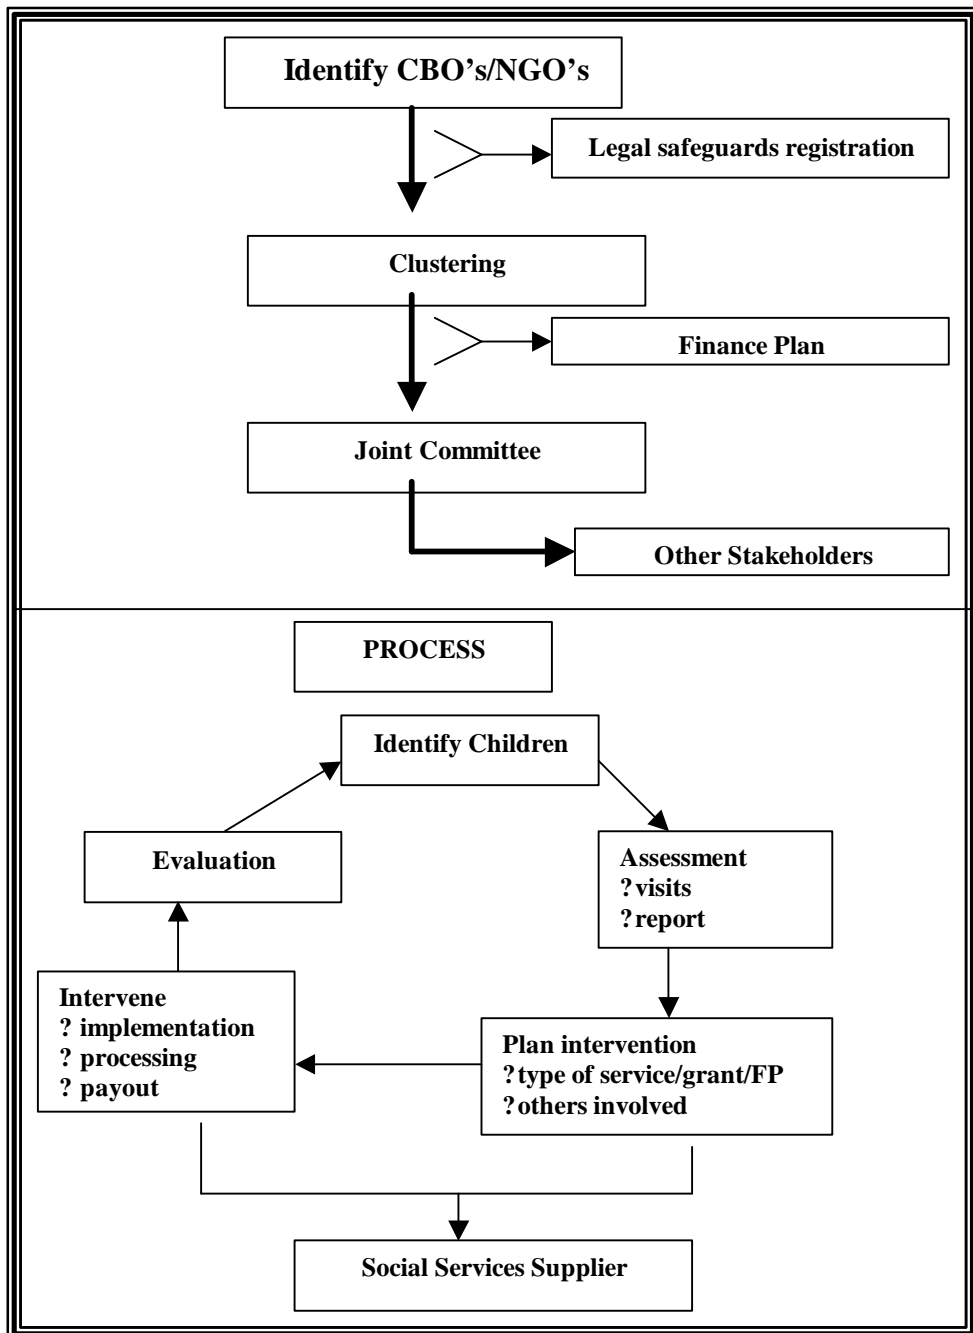 Identify CBO’s/NGO’s
Legal safeguards registration
Clustering
Finance Plan
Joint Committee
Other Stakeholders
PROCESS
Identify Children
Evaluation
Assessment
?visits
?report
Intervene
? implementation
? processing
? payout
Plan intervention
?type of service/grant/FP
?others involved
Social Services Supplier